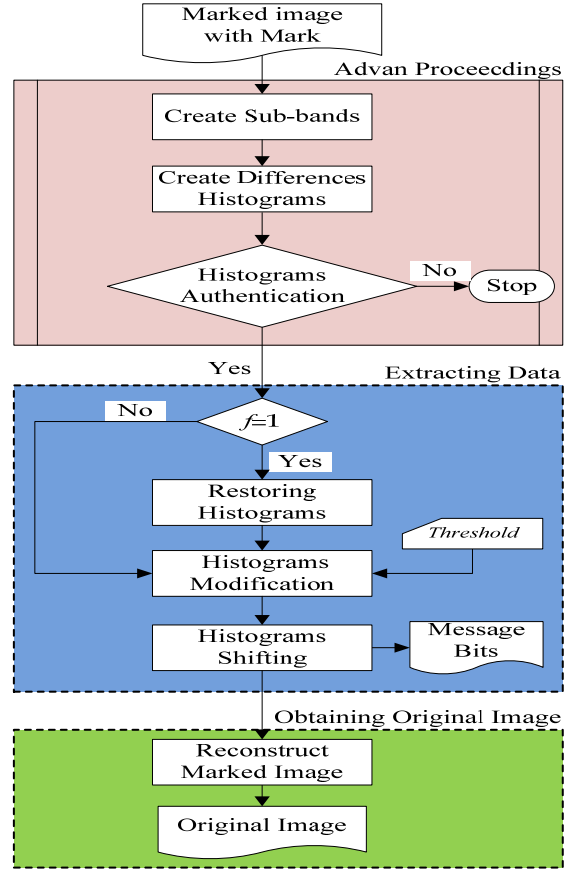 Marked image
with Mark
Advan Proceecdings
Create Sub-bands
Create Differences
Histograms
Histograms
Authentication
No
Stop
Yes
Extracting Data
No
f=1
Yes
Restoring
Histograms
Threshold
Histograms
Modification
Histograms
Shifting
Message
Bits
Obtaining Original Image
Reconstruct
Marked Image
Original Image